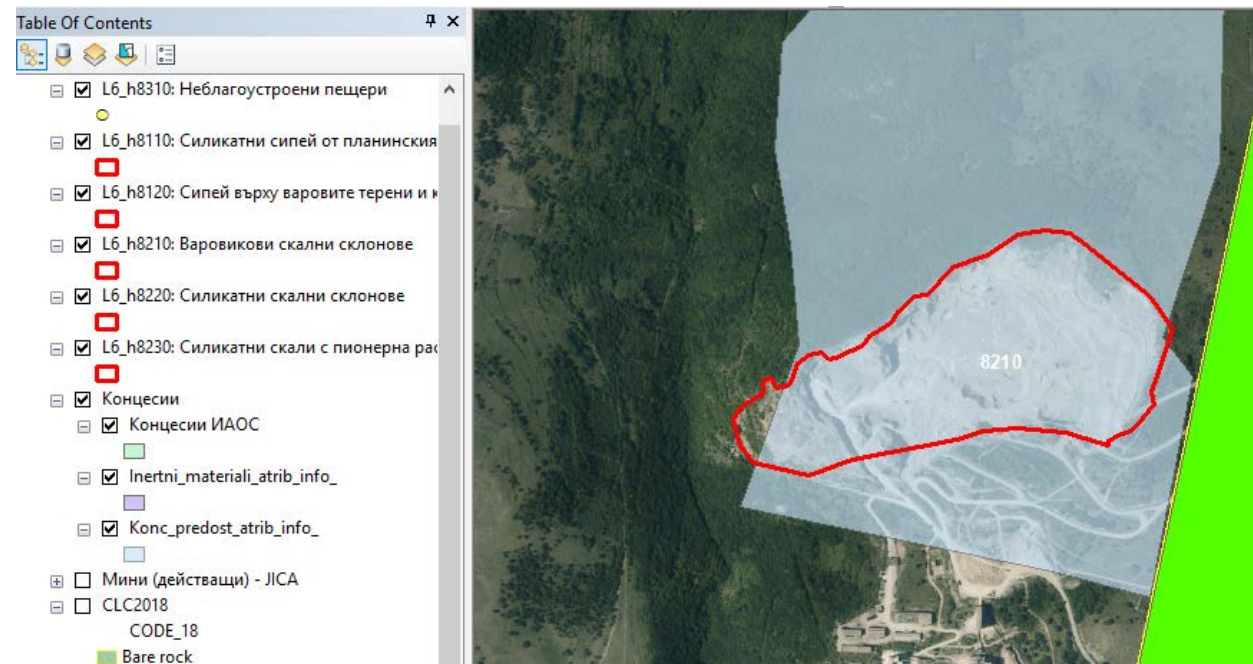 Table Of Contents
L6_h8310: Неблагоустроени пещери
L6_h8110: Силикатни сипей от планинския
L6_h8120: Сипей върху варовите терени и к
L6_h8210: Варовикови скални склонове
L6_h8220: Силикатни скални склонове
L6_h8230: Силикатни скали с пионерна рас
Концесии
Концесии ИАОС
Inertni_materiali_atrib_info_
Konc_predost_atrib_info_
Мини (действащи) - JICA
CLC2018
CODE_18
Bare rock
8210